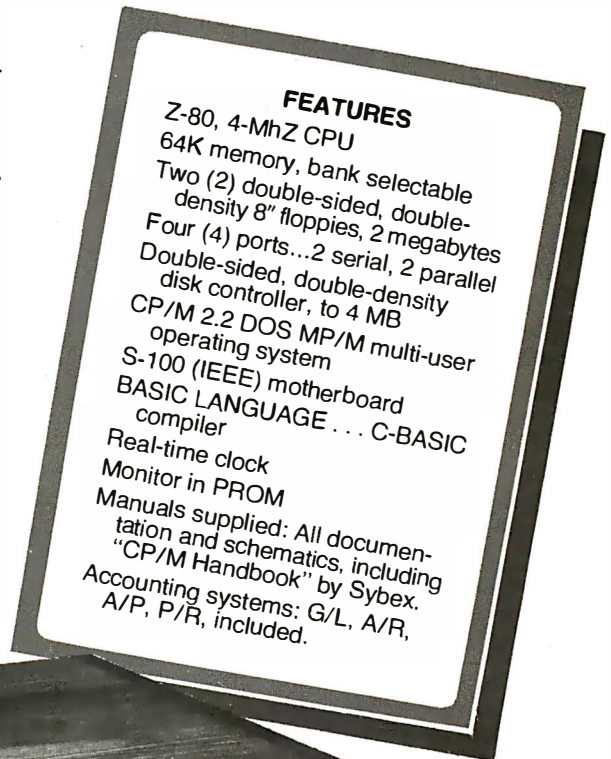 FEATURES
Z-80, 4-MhZ CPU
64K memory, bank selectable
Two (2) double-sided, double-
density 8" floppies, 2 megabytes
Four (4) ports...2 serial, 2 parallel
Double-sided, double-density
disk controller, to 4 MB
CP/M 2.2 DOS MP/M multi-user
operating system
S-100 (IEEE) motherboard
BASIC LANGUAGE . . . C-BASIC
compiler
Real-time clock
Monitor in PROM
Manuals supplied: All documen-
tation and schematics, including
"CP/M Handbook" by Sybex.
Accounting systems: G/L, A/R,
A/P, P/R, included.